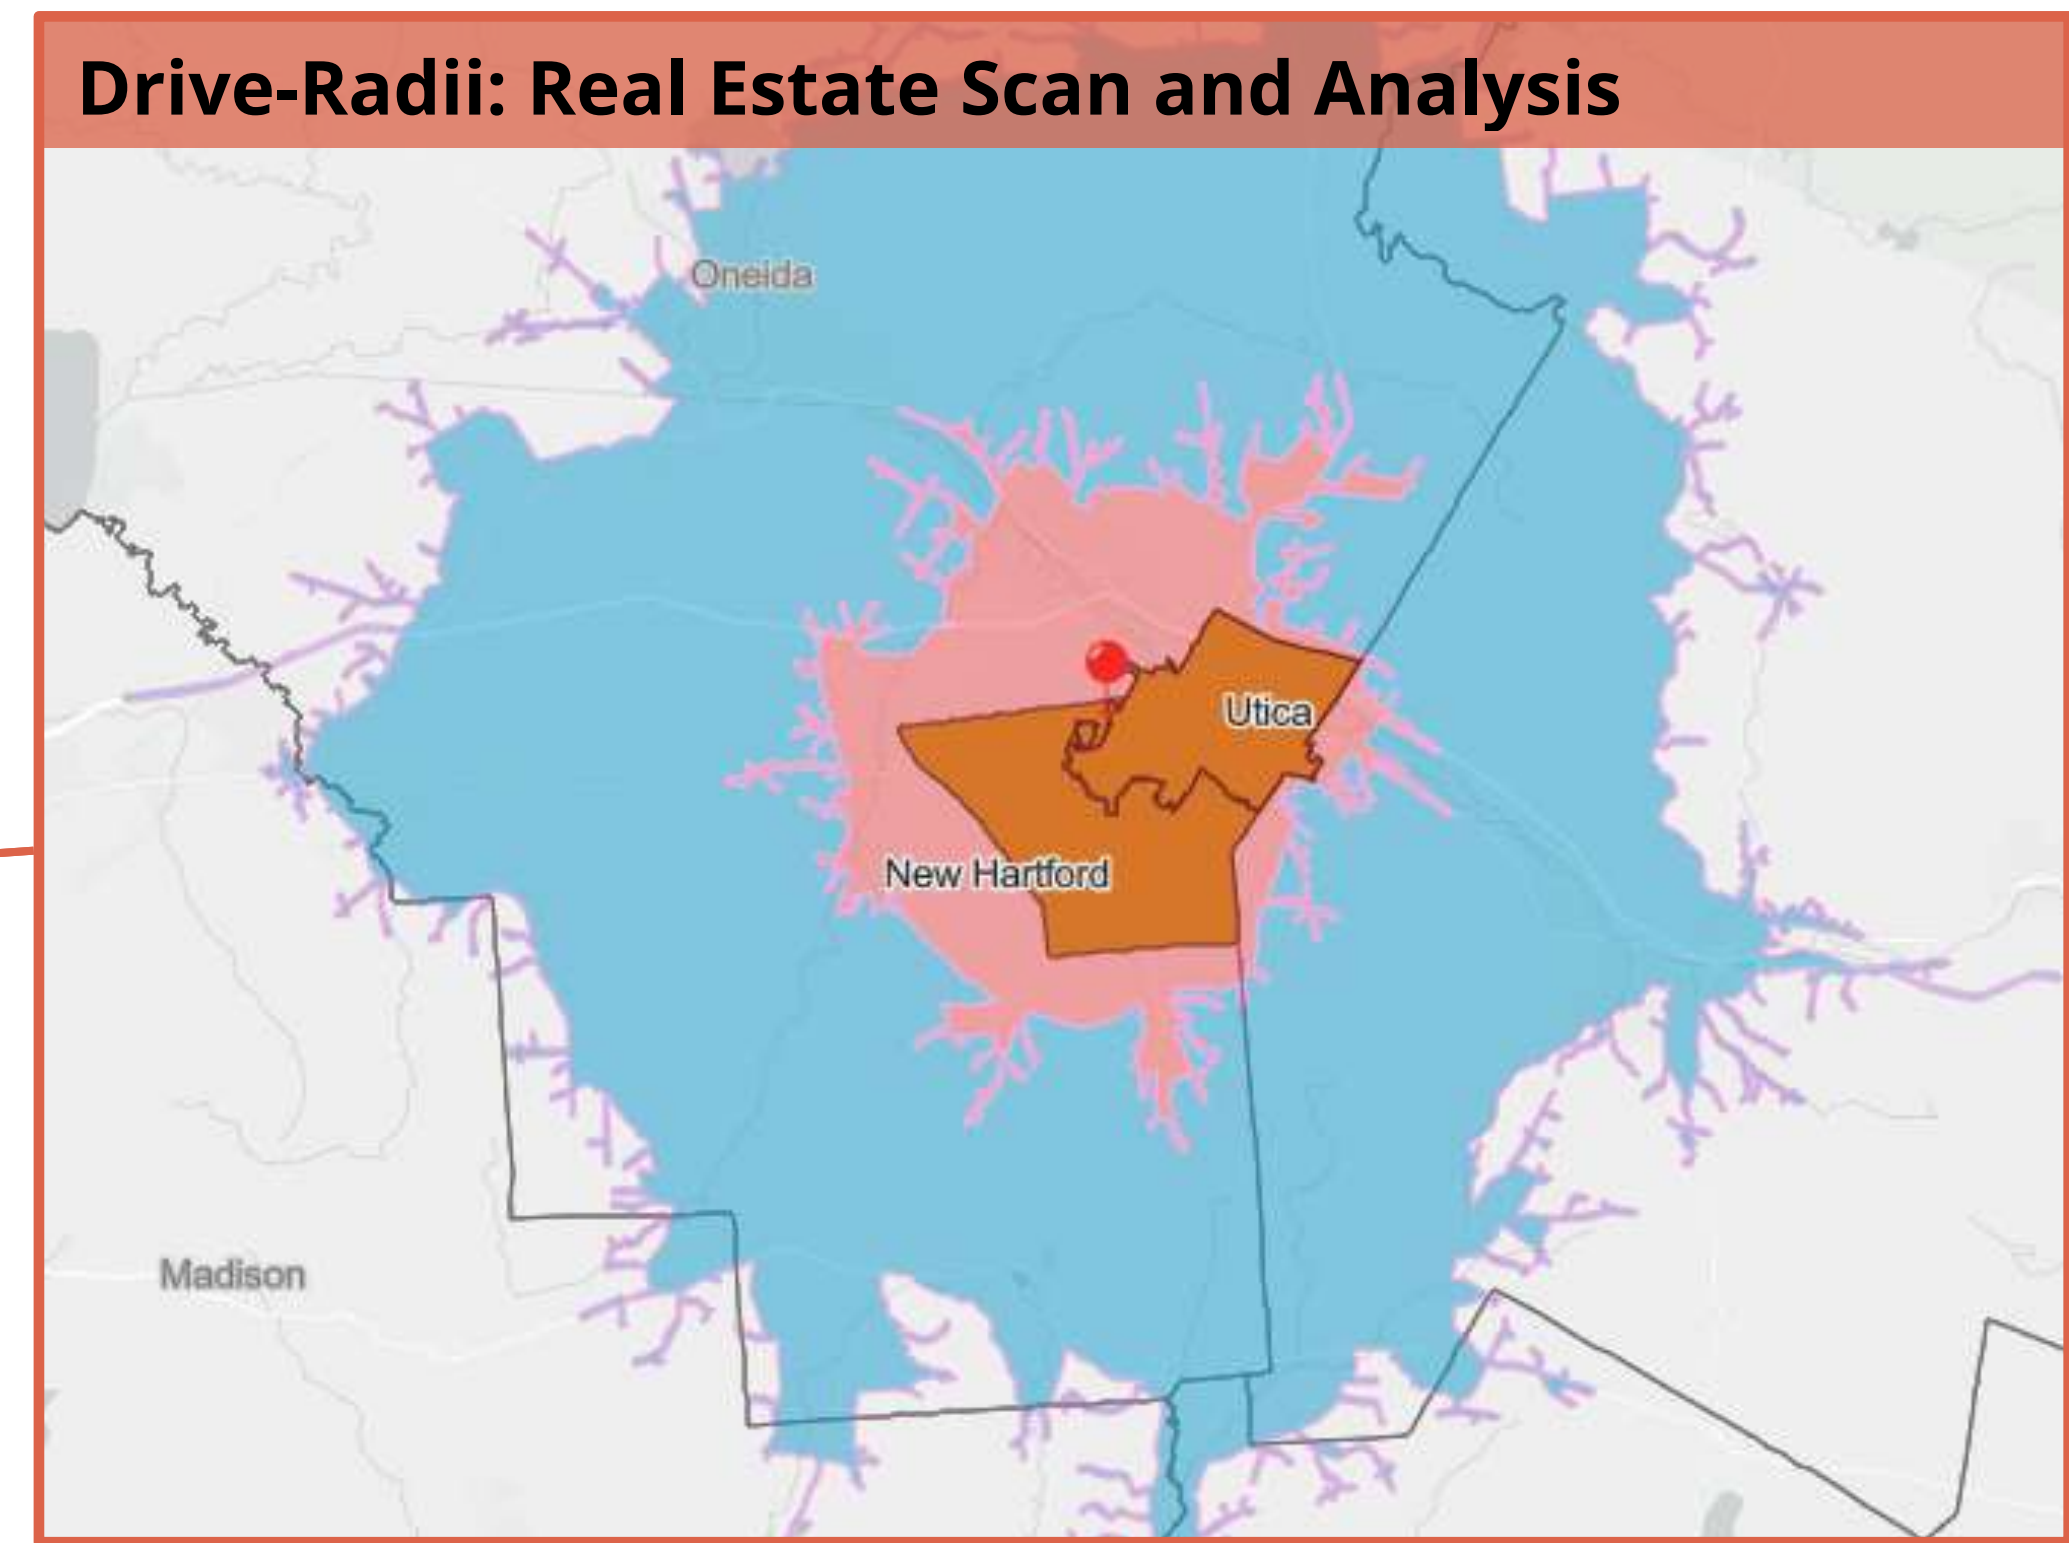 Drive-Radii: Real Estate Scan and Analysis
Oneida
Utica
New Hartford
Madison